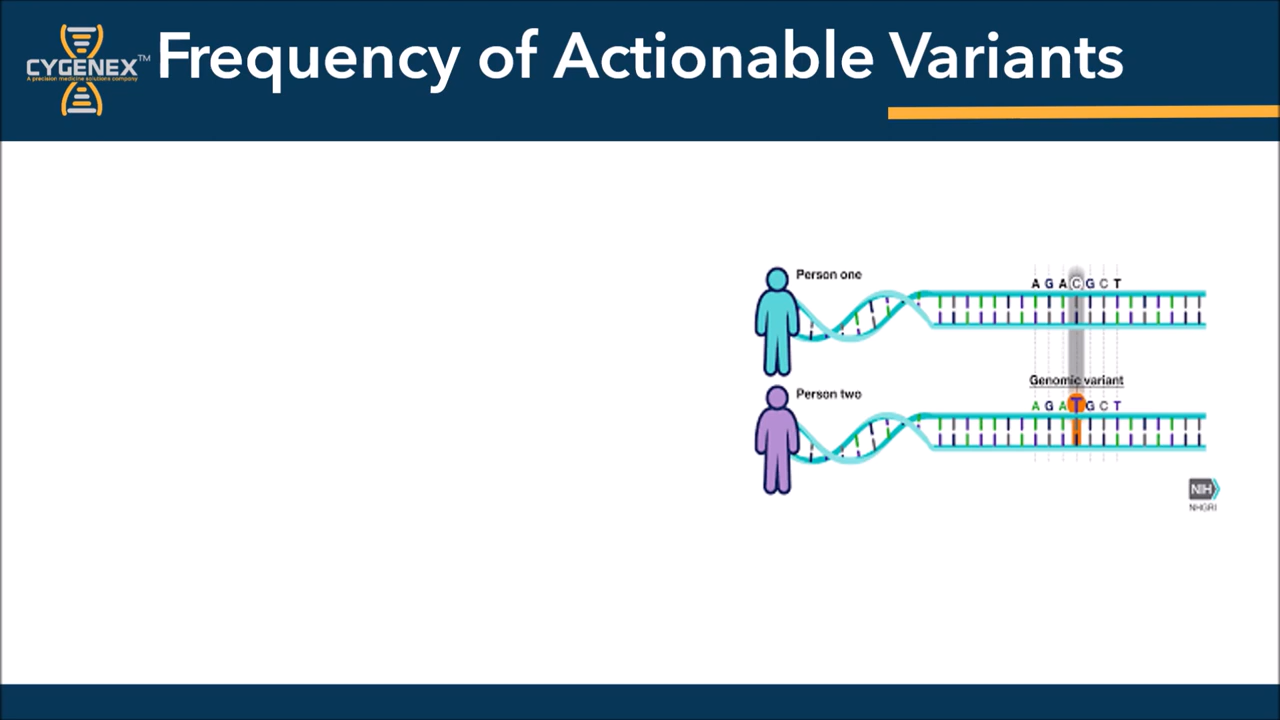 Frequency of Actionable Variants
CYGENEX™
A precision medicine solutions company
Person one
A G A C G C T
Genomic variant
Person two
A G A T G C T
NIH
NHGRI